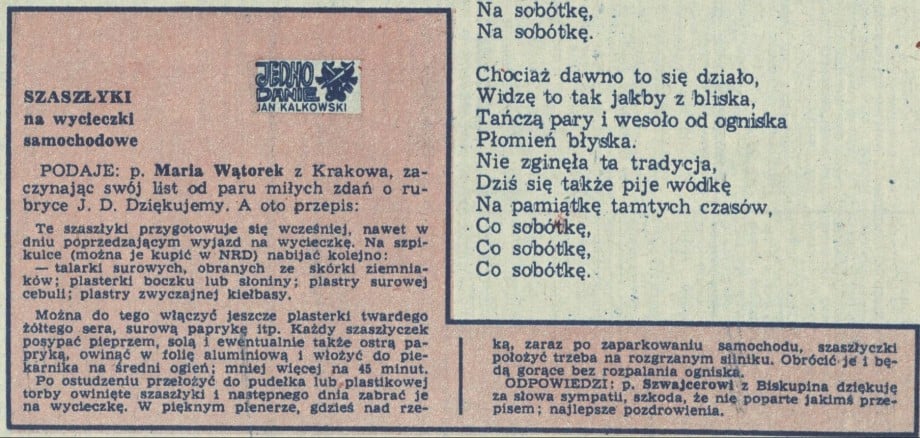 SZASZŁYKI
na wycieczki
samochodowe
JEDNO
DANIE
JAN KALKOWSKI
PODAJE: p. Maria Wątorek z Krakowa, za-
czynając swój list od paru miłych zdań o ru-
bryce J. D. Dziękujemy. A oto przepis:
Te szaszłyki przygotowuje się wcześniej, nawet w
dniu poprzedzającym wyjazd na wycieczkę. Na szpi-
kulce (można je kupić w NRD) nabijać kolejno:
— talarki surowych, obranych ze skórki ziemnia-
ków; plasterki boczku lub słoniny; plastry surowej
cebuli; plastry zwyczajnej kiełbasy.
Można do tego włączyć jeszcze plasterki twardego
żółtego sera, surową paprykę itp. Każdy szaszłyczek
posypać pieprzem, solą i ewentualnie także ostrą pa-
pryką, owinąć w folię aluminiową i włożyć do pie-
karnika na średni ogień; mniej więcej na 45 minut.
Po ostudzeniu przełożyć do pudełka lub plastikowej
torby owinięte szaszłyki i następnego dnia zabrać je
na wycieczkę. W pięknym plenerze, gdzieś nad rze-
ką, zaraz po zaparkowaniu samochodu, szaszłyczki
położyć trzeba na rozgrzanym silniku. Obrócić je i bę-
dą gorące bez rozpalania ogniska.
ODPOWIEDZI: p. Szwajcerowi z Biskupina dziękuję
za słowa sympatii, szkoda, że nie poparte jakimś prze-
pisem; najlepsze pozdrowienia.
Na sobótkę,
Na sobótkę.
Chociaż dawno to się działo,
Widzę to tak jakby z bliska,
Tańczą pary i wesoło od ogniska
Płomień błyska.
Nie zginęła ta tradycja,
Dziś się także pije wódkę
Na pamiątkę tamtych czasów,
Co sobótkę,
Co sobótkę,
Co sobótkę.